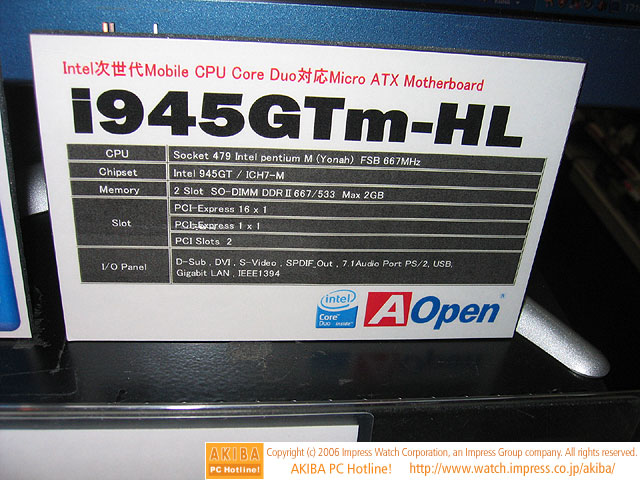 Intel次世代Mobile CPU Core Duo対応Micro ATX Motherboard
i945GTm-HL
CPU Socket 479 Intel pentium M (Yonah) FSB 667MHz
Chipset Intel 945GT / ICH7-M
Memory 2 Slot SO-DIMM DDR II 667/533 Max 2GB
Slot PCI-Express 16 x 1
PCI-Express 1 x 1
PCI Slots 2
I/O Panel D-Sub , DVI , S-Video , SPDIF_Out , 7.1Audio Port PS/2, USB,
Gigabit LAN , IEEE1394
intel
Core
Duo inside
AOpen
AKIBA
PC Hotline!
Copyright (c) 2006 Impress Watch Corporation, an Impress Group company. All rights reserved.
AKIBA PC Hotline! http://www.watch.impress.co.jp/akiba/